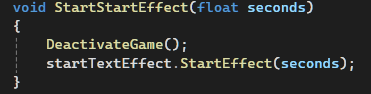 void StartStartEffect(float seconds)
{
    DeactivateGame();
    startTextEffect.StartEffect(seconds);
}